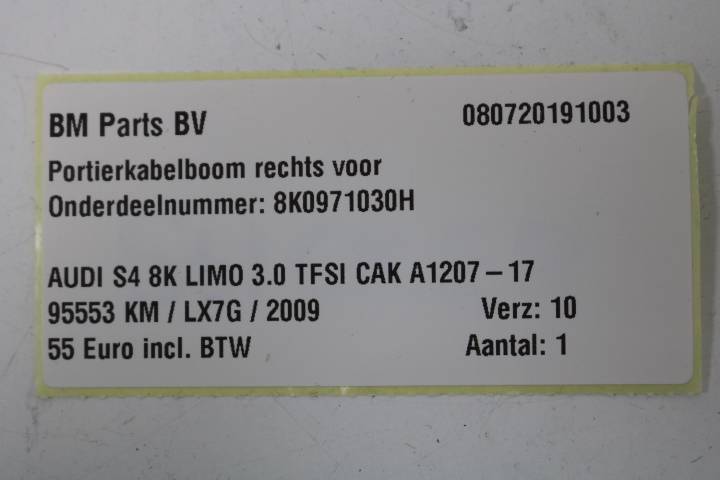 BM Parts BV 080720191003
Portierkabelboom rechts voor
Onderdeelnummer: 8K0971030H
AUDI S4 8K LIMO 3.0 TFSI CAK A1207 – 17
95553 KM / LX7G / 2009 Verz: 10
55 Euro incl. BTW Aantal: 1